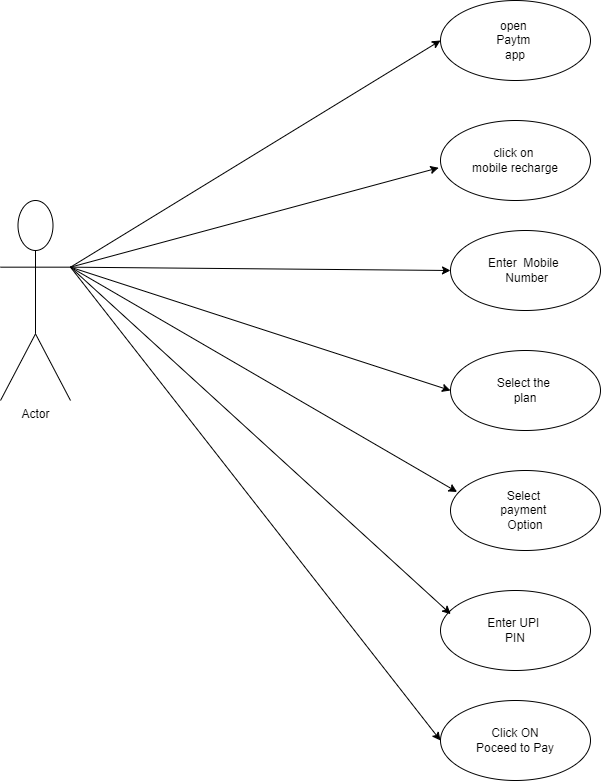 open
Paytm
app
click on
mobile recharge
Enter  Mobile
Number
Select the
plan
Actor
Select
payment
Option
Enter UPI
PIN
Click ON
Poceed to Pay